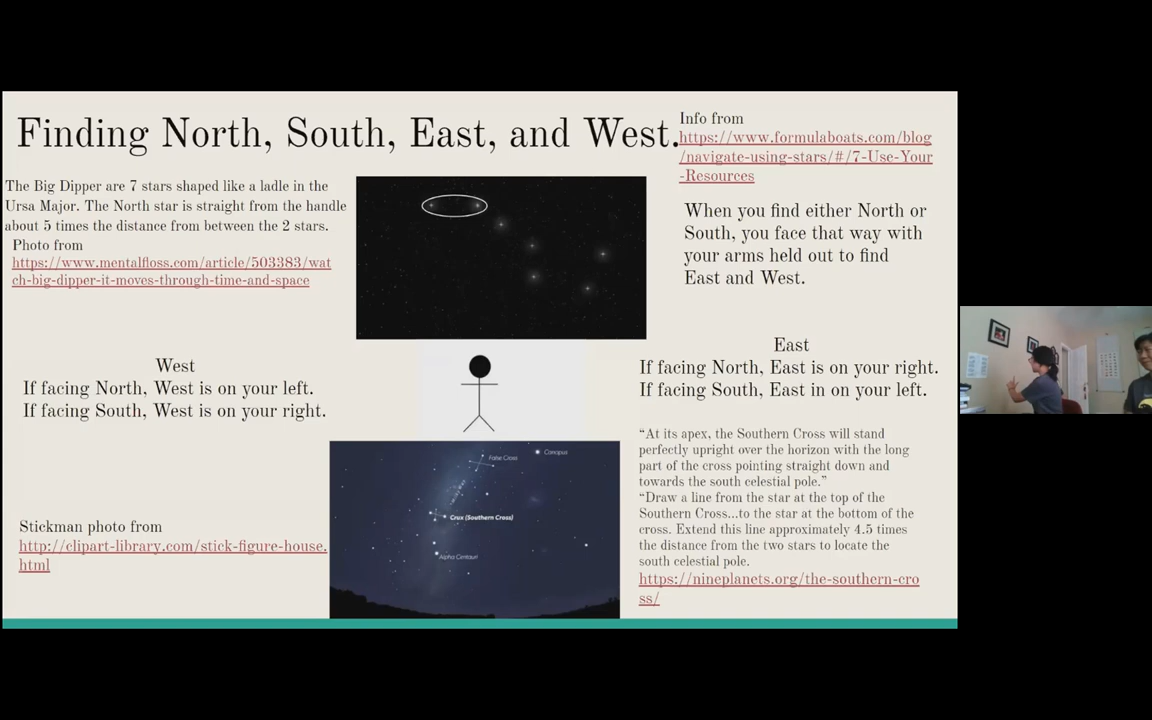 Finding North, South, East, and West.
Info from
https://www.formulaboats.com/blog
/navigate-using-stars/#/7-Use-Your
-Resources
The Big Dipper are 7 stars shaped like a ladle in the
Ursa Major. The North star is straight from the handle
about 5 times the distance from between the 2 stars.
Photo from
https://www.mentalfloss.com/article/503383/wat
ch-big-dipper-it-moves-through-time-and-space
When you find either North or
South, you face that way with
your arms held out to find
East and West.
West
If facing North, West is on your left.
If facing South, West is on your right.
East
If facing North, East is on your right.
If facing South, East in on your left.
Stickman photo from
http://clipart-library.com/stick-figure-house.
html
False Cross
Canopus
Crux (Southern Cross)
Alpha Centauri
“At its apex, the Southern Cross will stand
perfectly upright over the horizon with the long
part of the cross pointing straight down and
towards the south celestial pole.”
“Draw a line from the star at the top of the
Southern Cross...to the star at the bottom of the
cross. Extend this line approximately 4.5 times
the distance from the two stars to locate the
south celestial pole.
https://nineplanets.org/the-southern-cro
ss/